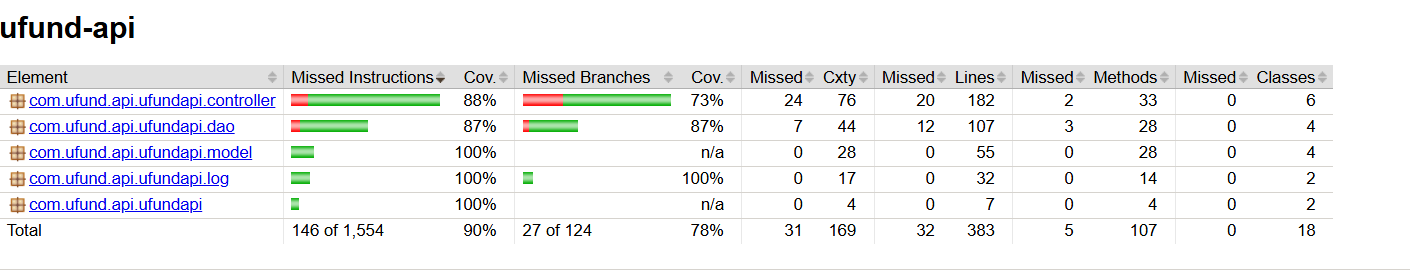 ufund-api
Element Missed Instructions Cov. Missed Branches Cov. Missed Cxty Missed Lines Missed Methods Missed Classes
com.ufund.api.ufundapi.controller 88% 73% 24 76 20 182 2 33 0 6
com.ufund.api.ufundapi.dao 87% 87% 7 44 12 107 3 28 0 4
com.ufund.api.ufundapi.model 100% n/a 0 28 0 55 0 28 0 4
com.ufund.api.ufundapi.log 100% 100% 0 17 0 32 0 14 0 2
com.ufund.api.ufundapi 100% n/a 0 4 0 7 0 4 0 2
Total 146 of 1,554 90% 27 of 124 78% 31 169 32 383 5 107 0 18